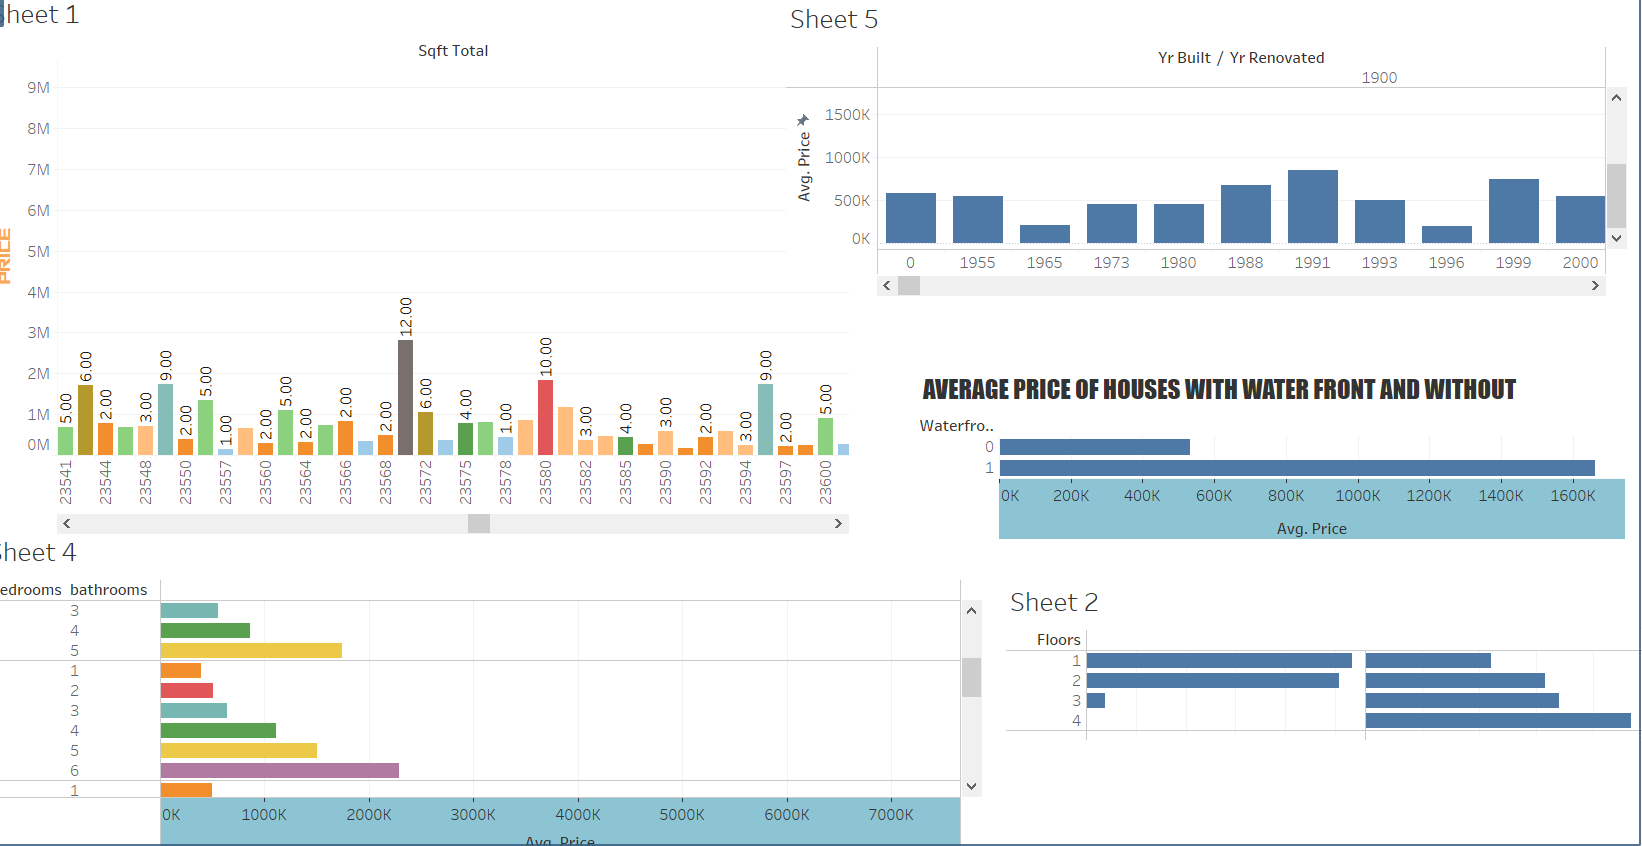 Sheet 1
Sqft Total
PRICE
9M
8M
7M
6M
5M
4M
3M
2M
1M
0M
5.00 6.00 2.00 3.00 9.00 2.00 5.00 1.00 2.00 5.00 2.00 2.00 2.00 12.00 6.00 4.00 1.00 10.00 3.00 4.00 3.00 2.00 3.00 9.00 2.00 5.00
23541 23544 23548 23550 23557 23560 23564 23566 23568 23572 23575 23578 23580 23582 23585 23590 23592 23594 23597 23600
Sheet 5
Yr Built / Yr Renovated
1900
Avg. Price
1500K
1000K
500K
0K
0 1955 1965 1973 1980 1988 1991 1993 1996 1999 2000
AVERAGE PRICE OF HOUSES WITH WATER FRONT AND WITHOUT
Waterfro..
0
1
0K 200K 400K 600K 800K 1000K 1200K 1400K 1600K
Avg. Price
heet 4
edrooms bathrooms
3
4
5
1
2
3
4
5
6
1
0K 1000K 2000K 3000K 4000K 5000K 6000K 7000K
Avg. Price
Sheet 2
Floors
1
2
3
4